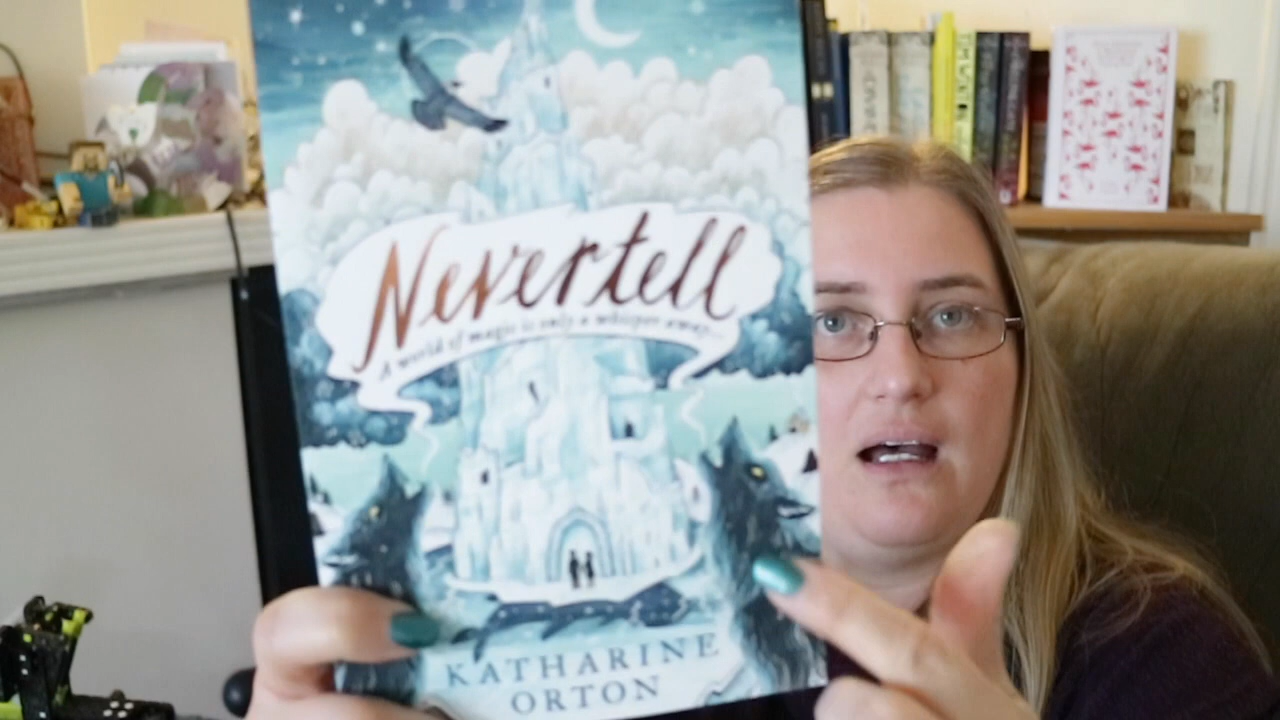 Nevertell
A world of magic is only a whisper away...
KATHARINE
ORTON